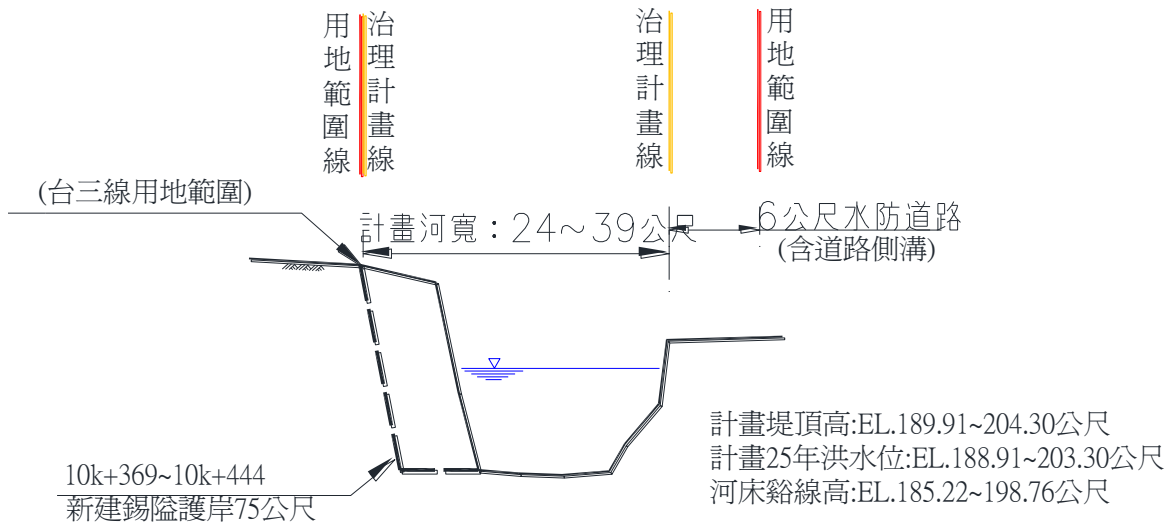 用地範圍線
治理計畫線
治理計畫線
用地範圍線
(台三線用地範圍)
計畫河寬：24～39公尺
6公尺水防道路
(含道路側溝)
計畫堤頂高:EL.189.91~204.30公尺
計畫25年洪水位:EL.188.91~203.30公尺
河床谿線高:EL.185.22~198.76公尺
10k+369~10k+444
新建錫隘護岸75公尺